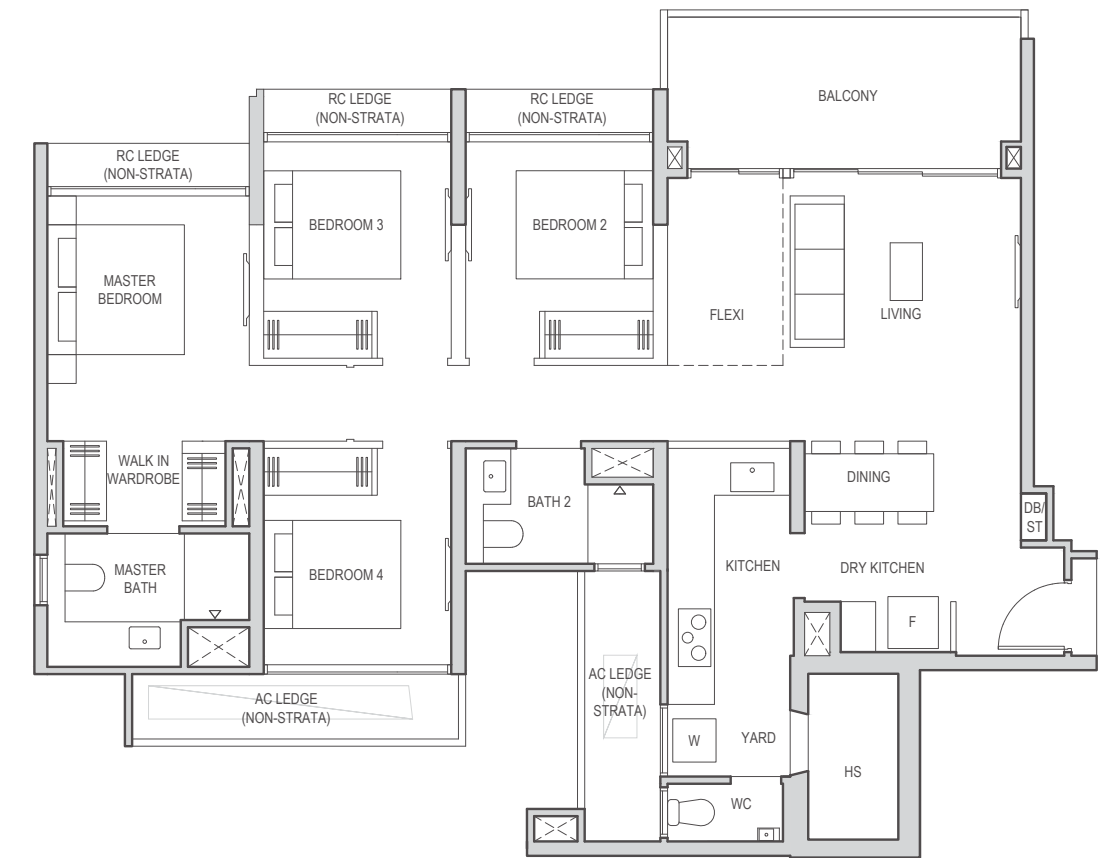 BALCONY
RC LEDGE
(NON-STRATA)
RC LEDGE
(NON-STRATA)
RC LEDGE
(NON-STRATA)
BEDROOM 3
BEDROOM 2
MASTER
BEDROOM
FLEXI
LIVING
WALK IN
WARDROBE
BATH 2
DINING
DB/
ST
MASTER
BATH
BEDROOM 4
KITCHEN
DRY KITCHEN
F
AC LEDGE
(NON-STRATA)
AC LEDGE
(NON-
STRATA)
W
YARD
HS
WC